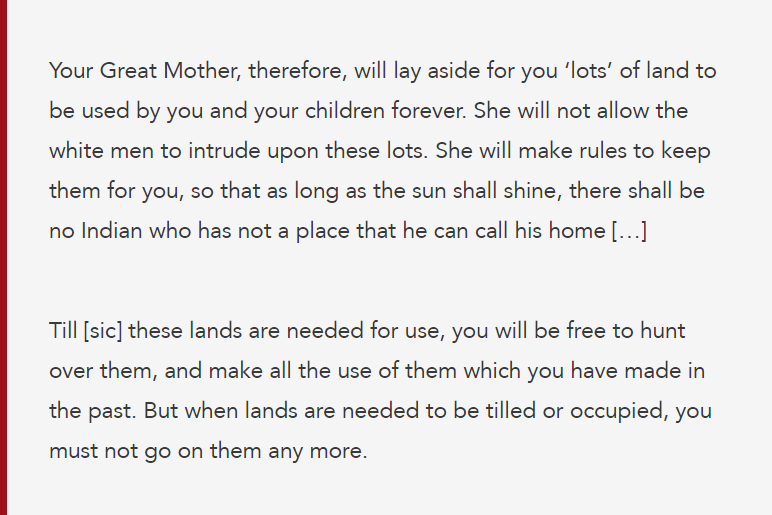 Your Great Mother, therefore, will lay aside for you ‘lots’ of land to
be used by you and your children forever. She will not allow the
white men to intrude upon these lots. She will make rules to keep
them for you, so that as long as the sun shall shine, there shall be
no Indian who has not a place that he can call his home […]
Till [sic] these lands are needed for use, you will be free to hunt
over them, and make all the use of them which you have made in
the past. But when lands are needed to be tilled or occupied, you
must not go on them any more.